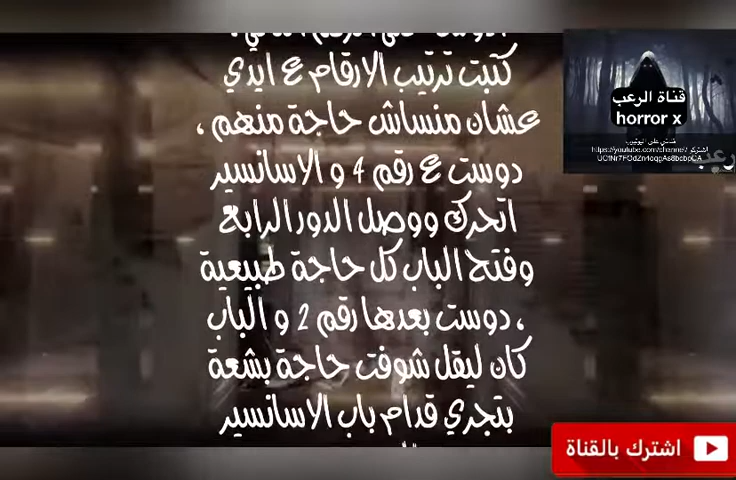 كتبت ترتيب الارقام ع ايدي
عشان منساش حاجة منهم ،
دوست ع رقم 4 و الاسانسير
اتحرك ووصل الدور الرابع
وفتح الباب كل حاجة طبيعية
، دوست بعدها رقم 2 و الباب
كان ليقل شوفت حاجة بشعة
بتجري قدام باب الاسانسير
قناة الرعب
horror x
اشترك بالقناة